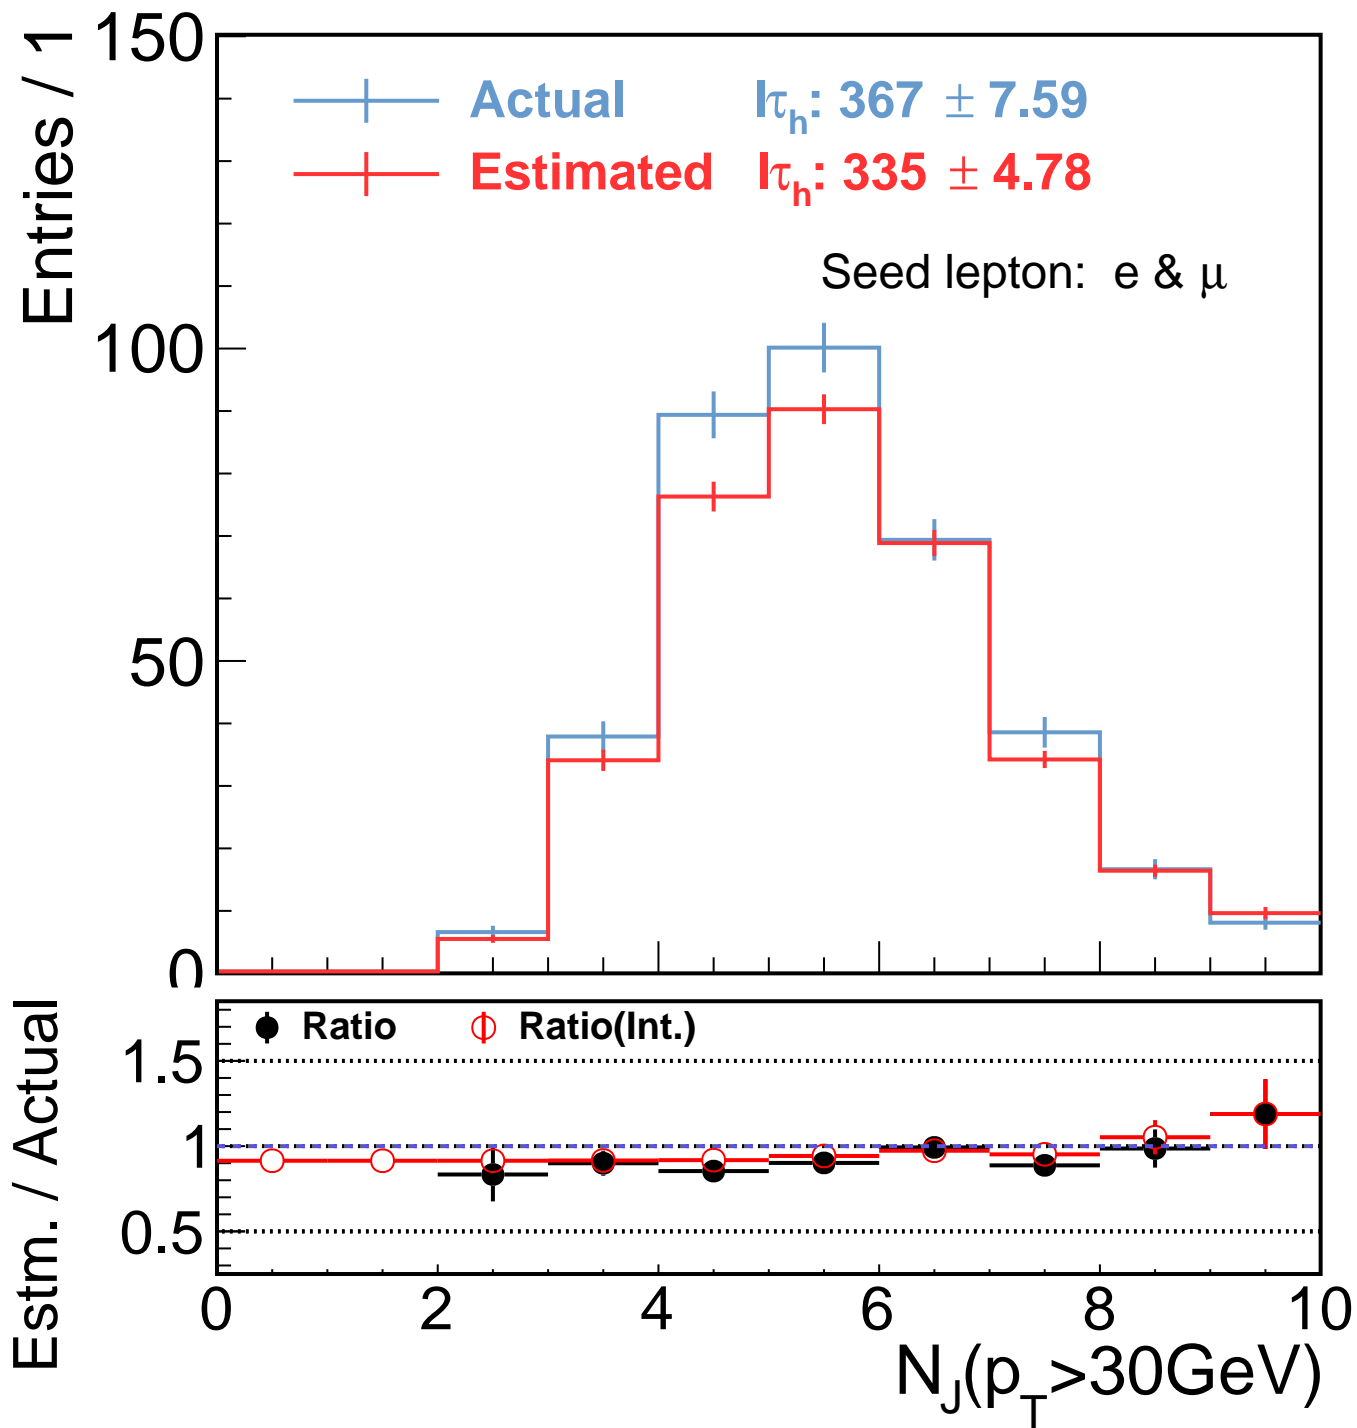 Entries / 1
150
100
50
0
Actual lτh: 367 ± 7.59
Estimated lτh: 335 ± 4.78
Seed lepton: e & μ
Estm. / Actual
Ratio Ratio(Int.)
1.5
1
0.5
0 2 4 6 8 10
NJ(pT>30GeV)